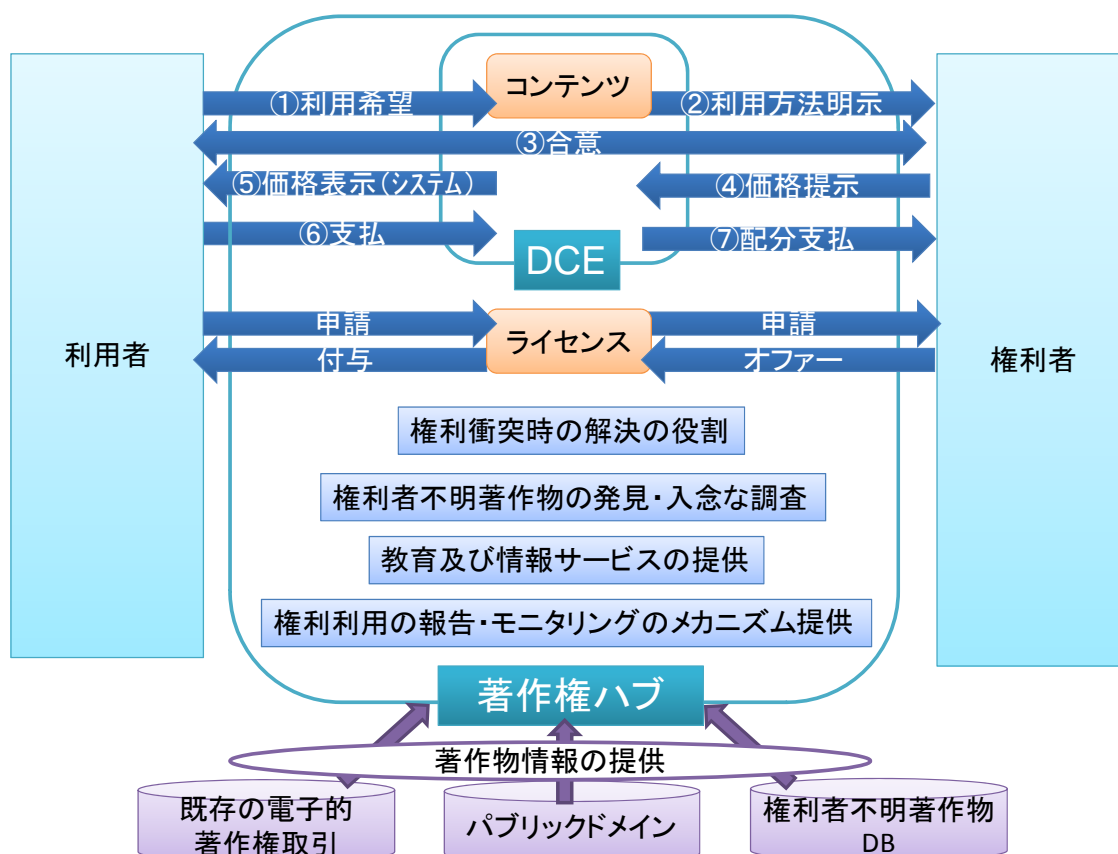 コンテンツ
①利用希望
②利用方法明示
③合意
⑤価格表示(システム)
④価格提示
⑥支払
⑦配分支払
DCE
申請
ライセンス
申請
付与
オファー
利用者
権利者
権利衝突時の解決の役割
権利者不明著作物の発見・入念な調査
教育及び情報サービスの提供
権利利用の報告・モニタリングのメカニズム提供
著作権ハブ
著作物情報の提供
既存の電子的
著作権取引
パブリックドメイン
権利者不明著作物
DB